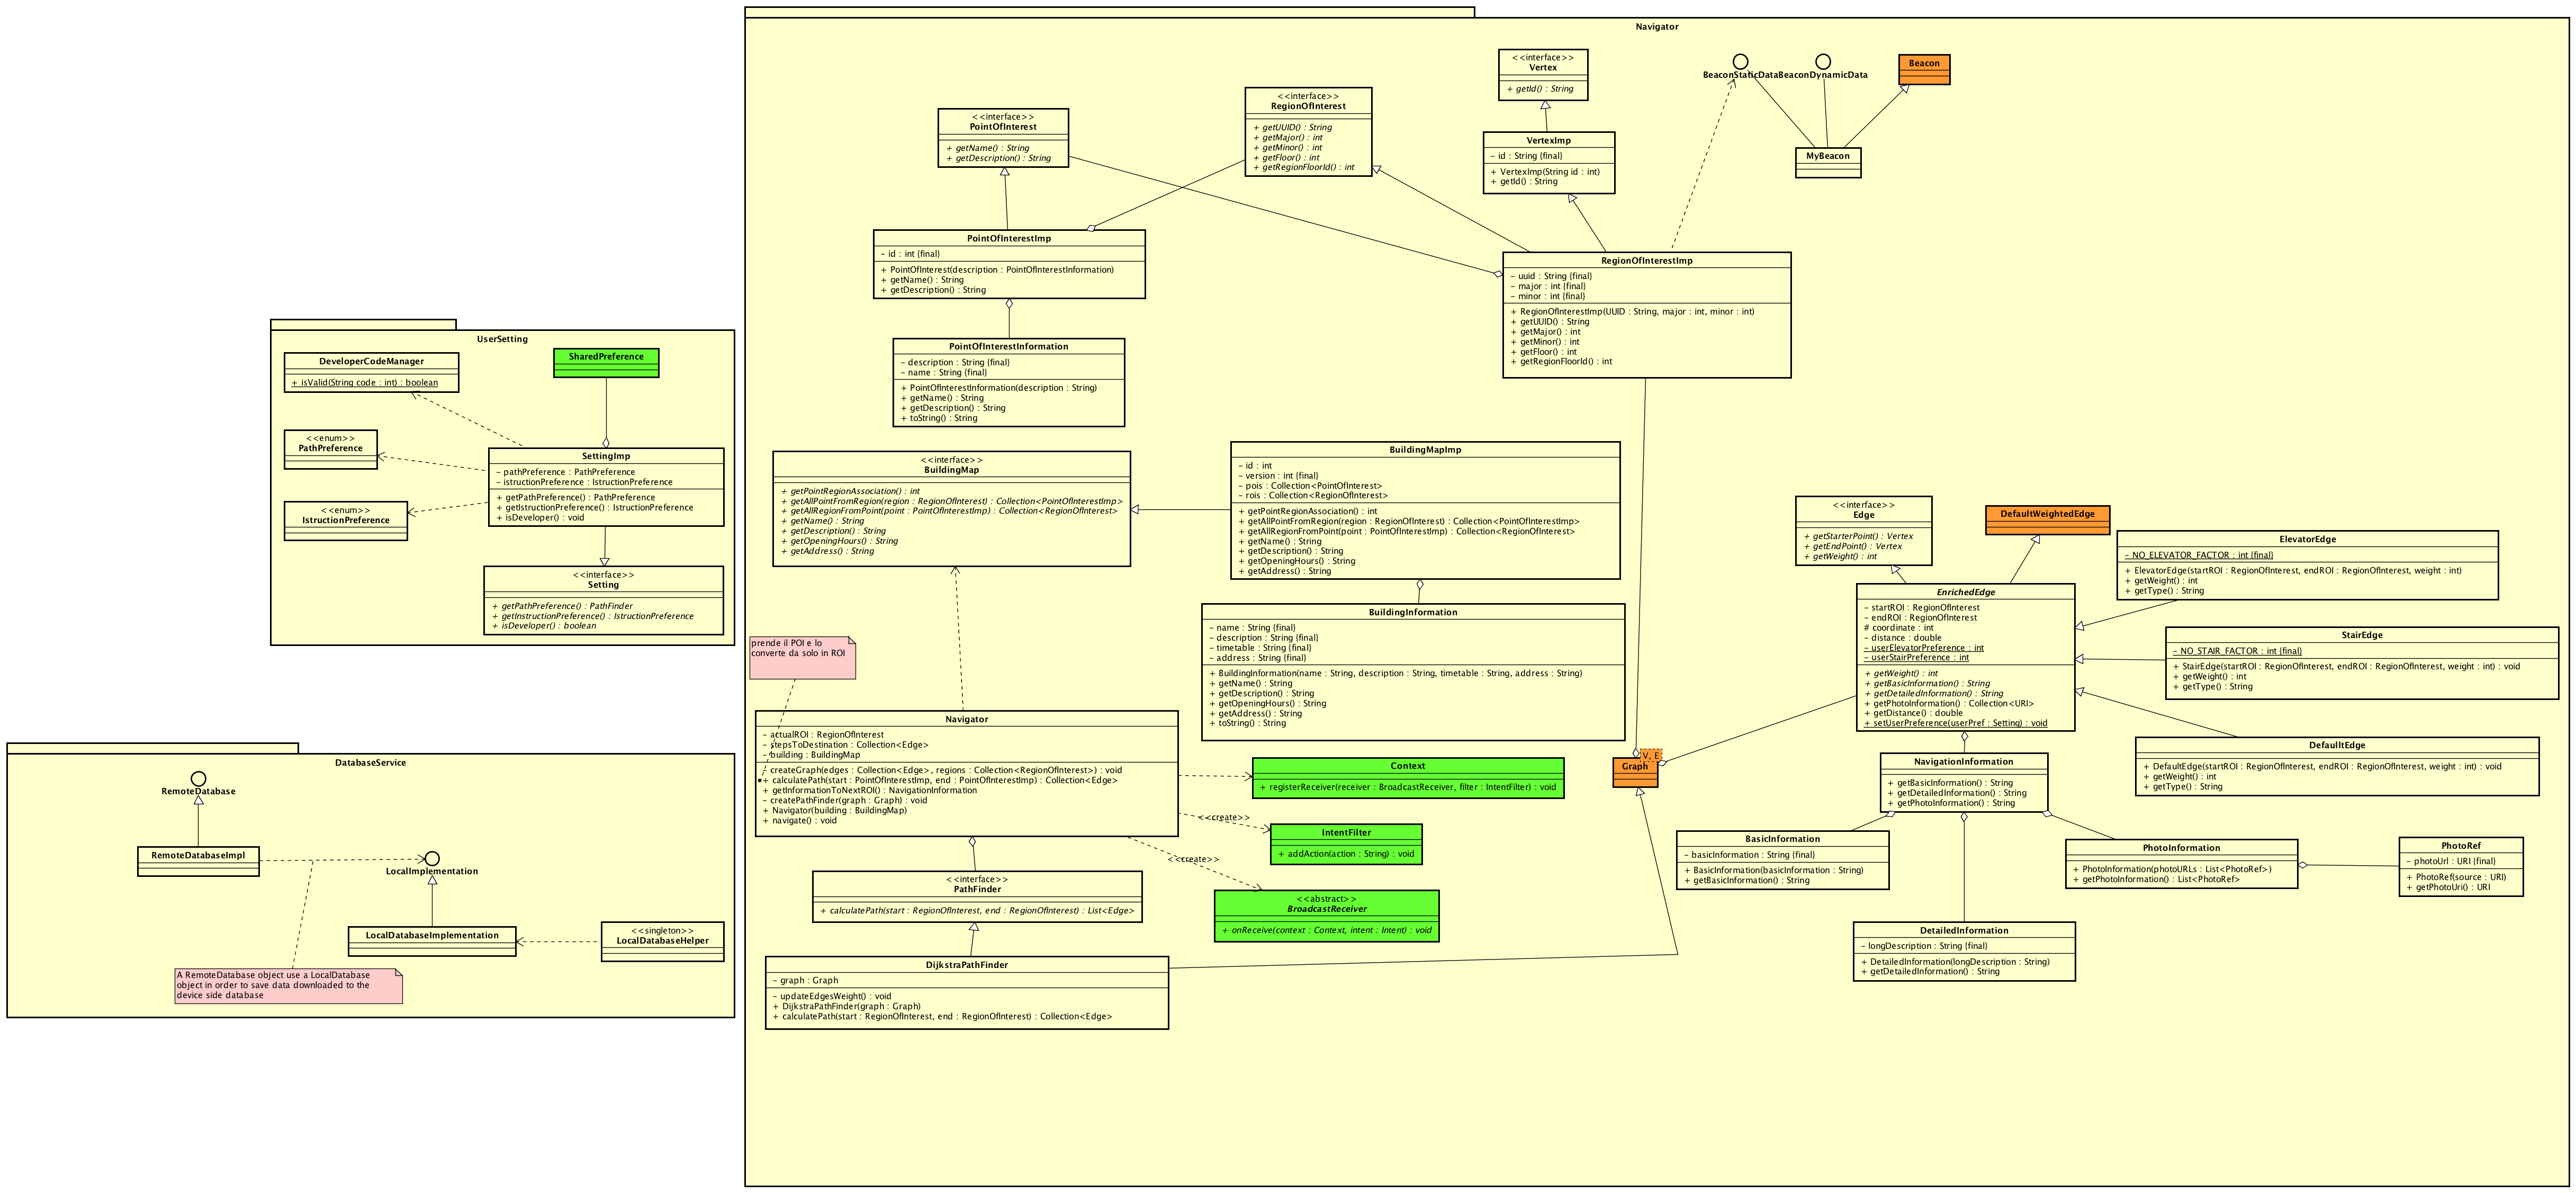 UserSetting
DeveloperCodeManager
+ isValid(String code : int) : boolean
SharedPreference
<<enum>>
PathPreference
<<enum>>
IstructionPreference
SettingImp
– pathPreference : PathPreference
– istructionPreference : IstructionPreference
+ getPathPreference() : PathPreference
+ getIstructionPreference() : IstructionPreference
+ isDeveloper() : void
<<interface>>
Setting
+ getPathPreference() : PathFinder
+ getInstructionPreference() : IstructionPreference
+ isDeveloper() : boolean
DatabaseService
RemoteDatabase
RemoteDatabaseImpl
LocalImplementation
LocalDatabaseImplementation
<<singleton>>
LocalDatabaseHelper
A RemoteDatabase object use a LocalDatabase
object in order to save data downloaded to the
device side database
Navigator
<<interface>>
PointOfInterest
+ getName() : String
+ getDescription() : String
<<interface>>
RegionOfInterest
+ getUUID() : String
+ getMajor() : int
+ getMinor() : int
+ getFloor() : int
+ getRegionFloorId() : int
<<interface>>
Vertex
+ getId() : String
VertexImp
– id : String {final}
+ VertexImp(String id : int)
+ getId() : String
BeaconStaticData
BeaconDynamicData
Beacon
MyBeacon
PointOfInterestImp
– id : int {final}
+ PointOfInterest(description : PointOfInterestInformation)
+ getName() : String
+ getDescription() : String
PointOfInterestInformation
– description : String {final}
– name : String {final}
+ PointOfInterestInformation(description : String)
+ getName() : String
+ getDescription() : String
+ toString() : String
RegionOfInterestImp
– uuid : String {final}
– major : int {final}
– minor : int {final}
+ RegionOfInterestImp(UUID : String, major : int, minor : int)
+ getUUID() : String
+ getMajor() : int
+ getMinor() : int
+ getFloor() : int
+ getRegionFloorId() : int
<<interface>>
BuildingMap
+ getPointRegionAssociation() : int
+ getAllPointFromRegion(region : RegionOfInterest) : Collection<PointOfInterestImp>
+ getAllRegionFromPoint(point : PointOfInterestImp) : Collection<RegionOfInterest>
+ getName() : String
+ getDescription() : String
+ getOpeningHours() : String
+ getAddress() : String
BuildingMapImp
– id : int
– version : int {final}
– pois : Collection<PointOfInterest>
– rois : Collection<RegionOfInterest>
+ getPointRegionAssociation() : int
+ getAllPointFromRegion(region : RegionOfInterest) : Collection<PointOfInterestImp>
+ getAllRegionFromPoint(point : PointOfInterestImp) : Collection<RegionOfInterest>
+ getName() : String
+ getDescription() : String
+ getOpeningHours() : String
+ getAddress() : String
BuildingInformation
– name : String {final}
– description : String {final}
– timetable : String {final}
– address : String {final}
+ BuildingInformation(name : String, description : String, timetable : String, address : String)
+ getName() : String
+ getDescription() : String
+ getOpeningHours() : String
+ getAddress() : String
+ toString() : String
prende il POI e lo
converte da solo in ROI
Navigator
– actualROI : RegionOfInterest
– stepsToDestination : Collection<Edge>
– building : BuildingMap
– createGraph(edges : Collection<Edge>, regions : Collection<RegionOfInterest>) : void
+ calculatePath(start : PointOfInterestImp, end : PointOfInterestImp) : Collection<Edge>
+ getInformationToNextROI() : NavigationInformation
– createPathFinder(graph : Graph) : void
+ Navigator(building : BuildingMap)
+ navigate() : void
Context
+ registerReceiver(receiver : BroadcastReceiver, filter : IntentFilter) : void
<<create>>
IntentFilter
+ addAction(action : String) : void
<<create>>
<<abstract>>
BroadcastReceiver
+ onReceive(context : Context, intent : Intent) : void
<<interface>>
PathFinder
+ calculatePath(start : RegionOfInterest, end : RegionOfInterest) : List<Edge>
DijkstraPathFinder
– graph : Graph
– updateEdgesWeight() : void
+ DijkstraPathFinder(graph : Graph)
+ calculatePath(start : RegionOfInterest, end : RegionOfInterest) : Collection<Edge>
V, E
Graph
<<interface>>
Edge
+ getStarterPoint() : Vertex
+ getEndPoint() : Vertex
+ getWeight() : int
DefaultWeightedEdge
EnrichedEdge
– startROI : RegionOfInterest
– endROI : RegionOfInterest
# coordinate : int
– distance : double
– userElevatorPreference : int
– userStairPreference : int
+ getWeight() : int
+ getBasicInformation() : String
+ getDetailedInformation() : String
+ getPhotoInformation() : Collection<URI>
+ getDistance() : double
+ setUserPreference(userPref : Setting) : void
ElevatorEdge
– NO_ELEVATOR_FACTOR : int {final}
+ ElevatorEdge(startROI : RegionOfInterest, endROI : RegionOfInterest, weight : int)
+ getWeight() : int
+ getType() : String
StairEdge
– NO_STAIR_FACTOR : int {final}
+ StairEdge(startROI : RegionOfInterest, endROI : RegionOfInterest, weight : int) : void
+ getWeight() : int
+ getType() : String
DefaultEdge
+ DefaultEdge(startROI : RegionOfInterest, endROI : RegionOfInterest, weight : int) : void
+ getWeight() : int
+ getType() : String
NavigationInformation
+ getBasicInformation() : String
+ getDetailedInformation() : String
+ getPhotoInformation() : String
BasicInformation
– basicInformation : String {final}
+ BasicInformation(basicInformation : String)
+ getBasicInformation() : String
PhotoInformation
+ PhotoInformation(photoURLs : List<PhotoRef>)
+ getPhotoInformation() : List<PhotoRef>
PhotoRef
– photoUrl : URI {final}
+ PhotoRef(source : URI)
+ getPhotoUri() : URI
DetailedInformation
– longDescription : String {final}
+ DetailedInformation(longDescription : String)
+ getDetailedInformation() : String